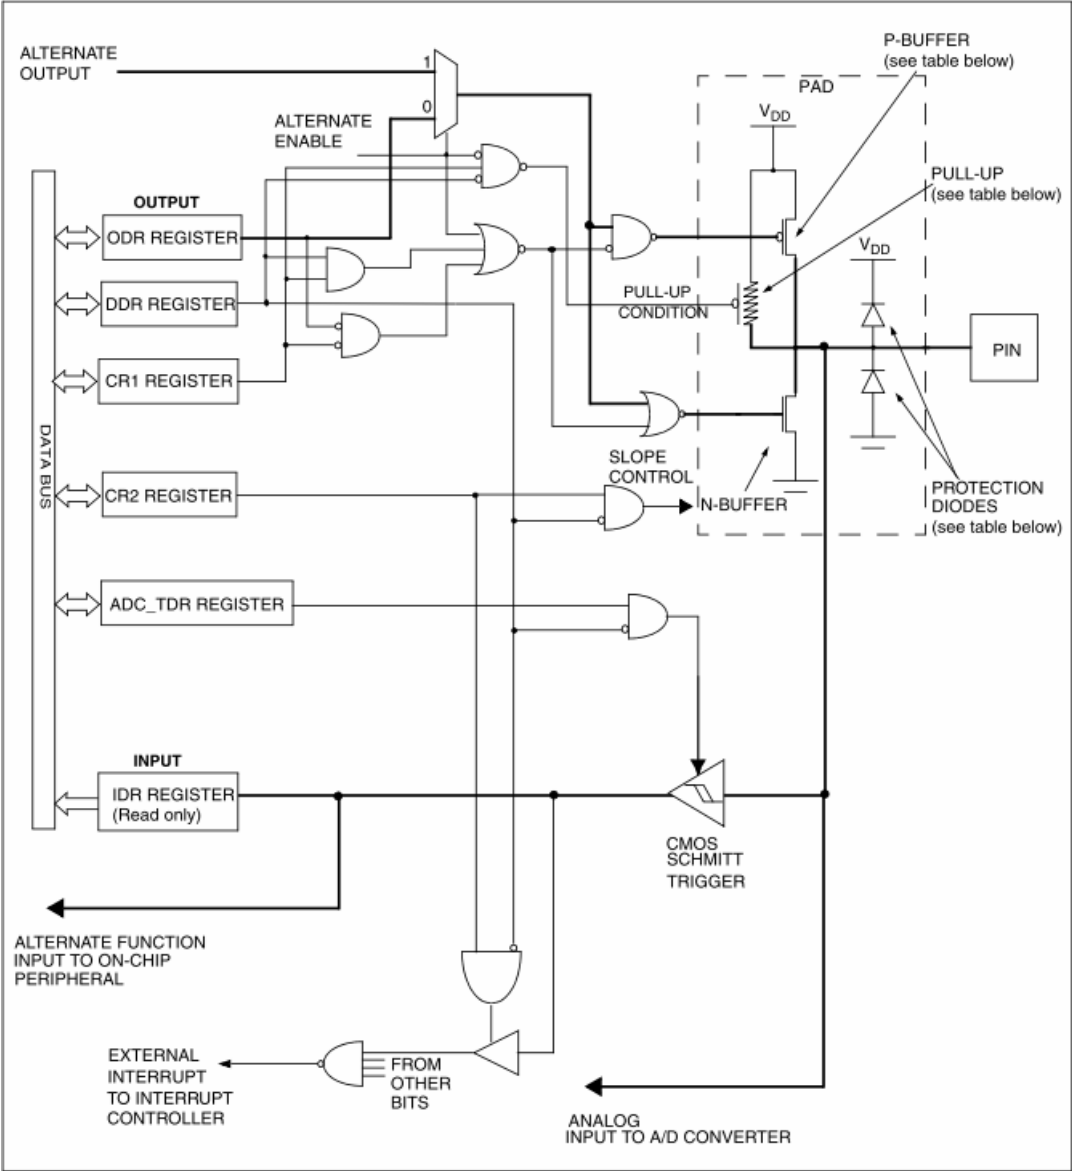 ALTERNATE
OUTPUT
1
0
ALTERNATE
ENABLE
P-BUFFER
(see table below)
PAD
VDD
PULL-UP
(see table below)
OUTPUT
ODR REGISTER
DDR REGISTER
CR1 REGISTER
CR2 REGISTER
ADC_TDR REGISTER
DATA BUS
PULL-UP
CONDITION
VDD
PIN
SLOPE
CONTROL
N-BUFFER
PROTECTION
DIODES
(see table below)
INPUT
IDR REGISTER
(Read only)
CMOS
SCHMITT
TRIGGER
ALTERNATE FUNCTION
INPUT TO ON-CHIP
PERIPHERAL
EXTERNAL
INTERRUPT
TO INTERRUPT
CONTROLLER
FROM
OTHER
BITS
ANALOG
INPUT TO A/D CONVERTER